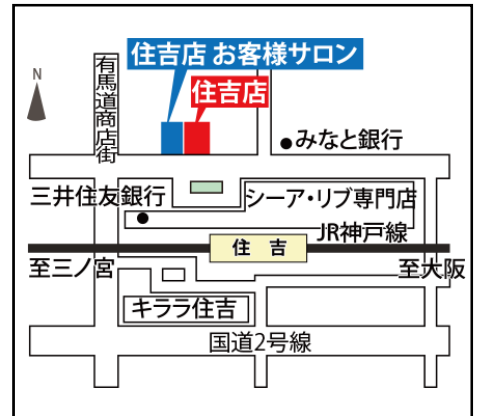 住吉店 お客様サロン
住吉店
N
有馬道商店街
みなと銀行
三井住友銀行
シーア・リブ専門店
JR神戸線
住 吉
至三ノ宮
至大阪
キララ住吉
国道2号線